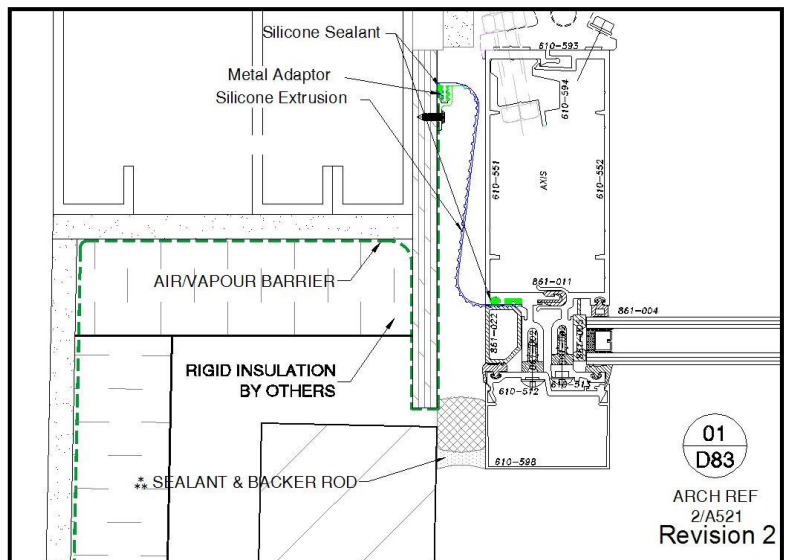 Silicone Sealant
Metal Adaptor
Silicone Extrusion
610-593
610-594
610-551
AXIS
610-552
AIR/VAPOUR BARRIER
861-011
861-004
861-022
861-005
RIGID INSULATION
BY OTHERS
610-512
610-513
** SEALANT & BACKER ROD
610-598
01
D83
ARCH REF
2/A521
Revision 2